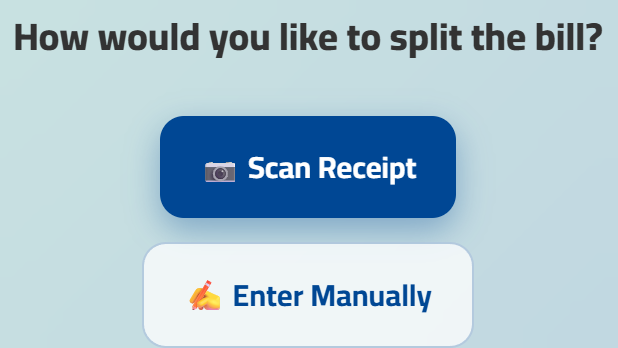 How would you like to split the bill?
📷 Scan Receipt
✍️ Enter Manually